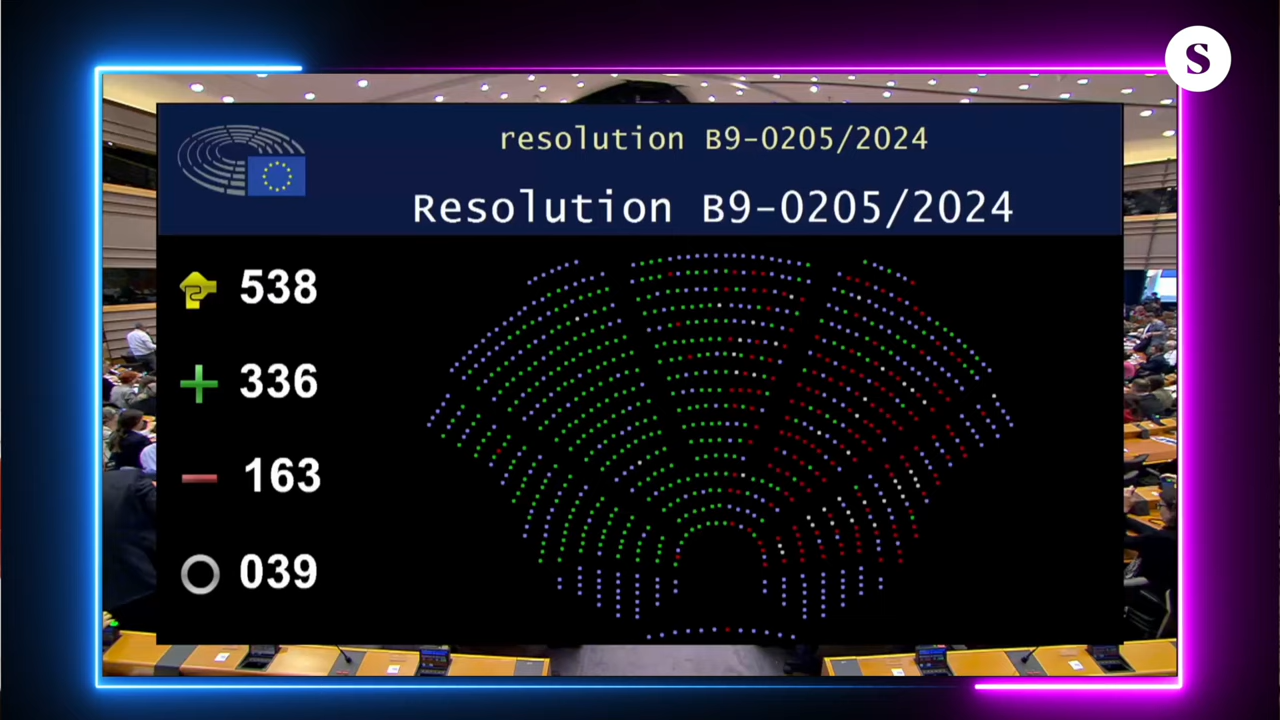 S
resolution B9-0205/2024
Resolution B9-0205/2024
538
336
163
039